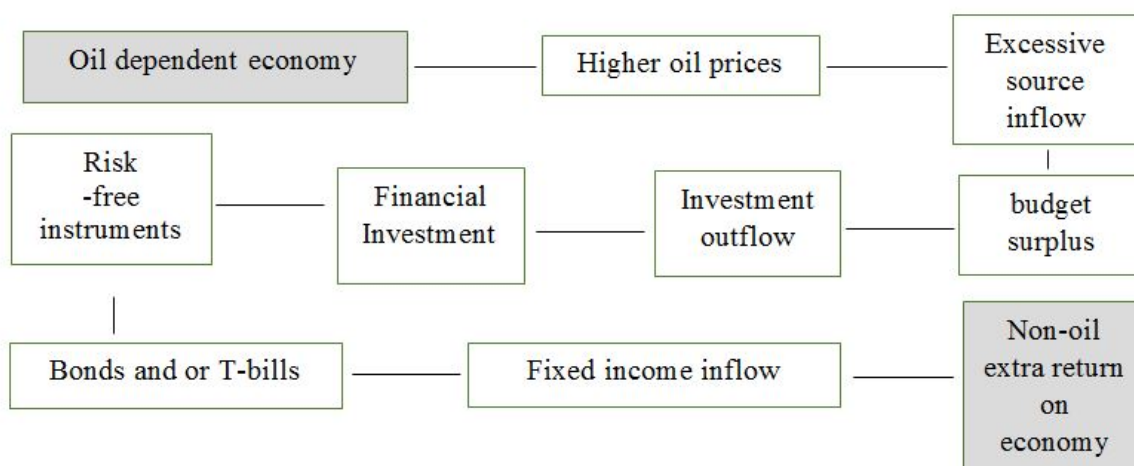 Oil dependent economy
Higher oil prices
Excessive
source
inflow
Risk
-free
instruments
Financial
Investment
Investment
outflow
budget
surplus
Bonds and or T-bills
Fixed income inflow
Non-oil
extra return
on
economy